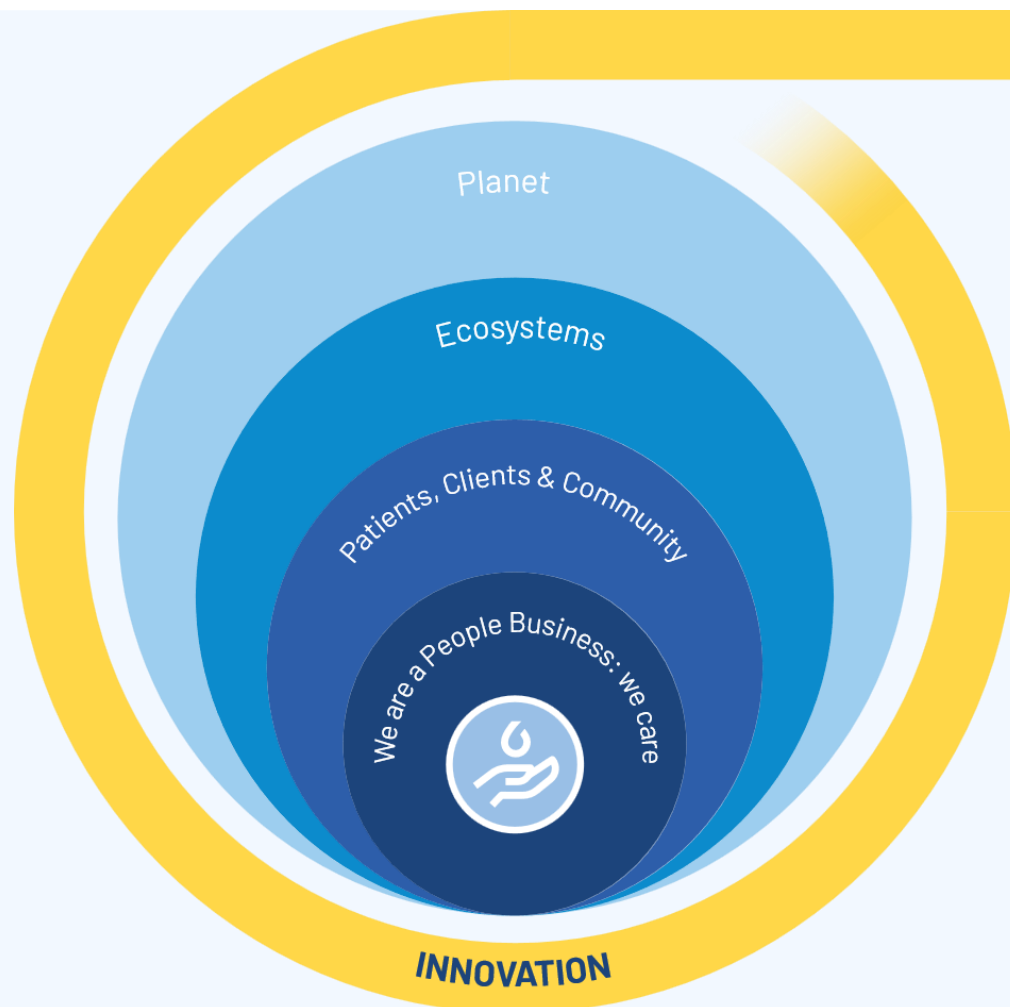 Planet
Ecosystems
Patients, Clients & Community
We are a People Business: we care
INNOVATION